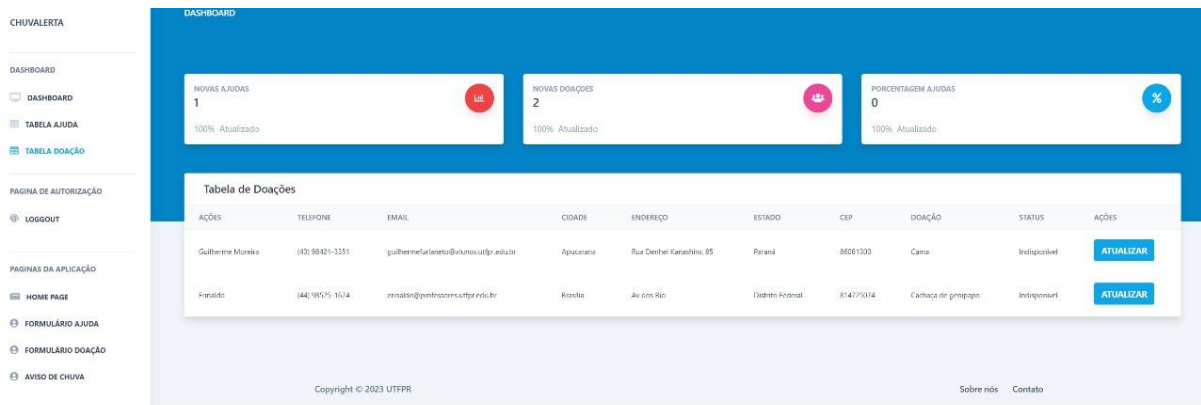 CHUVALERTA
DASHBOARD
DASHBOARD
TABELA AJUDA
TABELA DOAÇÃO
PAGINA DE AUTORIZAÇÃO
LOGGOUT
PAGINAS DA APLICAÇÃO
HOME PAGE
FORMULÁRIO AJUDA
FORMULÁRIO DOAÇÃO
AVISO DE CHUVA
DASHBOARD
NOVAS AJUDAS
1
100% Atualizado
NOVAS DOAÇOES
2
100% Atualizado
PORCENTAGEM AJUDAS
0
%
100% Atualizado
Tabela de Doações
AÇÕES TELEFONE EMAIL CIDADE ENDEREÇO ESTADO CEP DOAÇÃO STATUS AÇÕES
Guilherme Moreira (43) 98421-3351 guilhermefurlaneto@alunos.utfpr.edu.br Apucarana Rua Denhei Kanashiro, 85 Paraná 86061300 Cama Indisponivel ATUALIZAR
Erinaldo (44) 98525-1674 erinaldo@professores.utfpr.edu.br Brasília Av dos Rio Distrito Federal 814725074 Cachaça de genipapo Indisponivel ATUALIZAR
Copyright © 2023 UTFPR
Sobre nós Contato